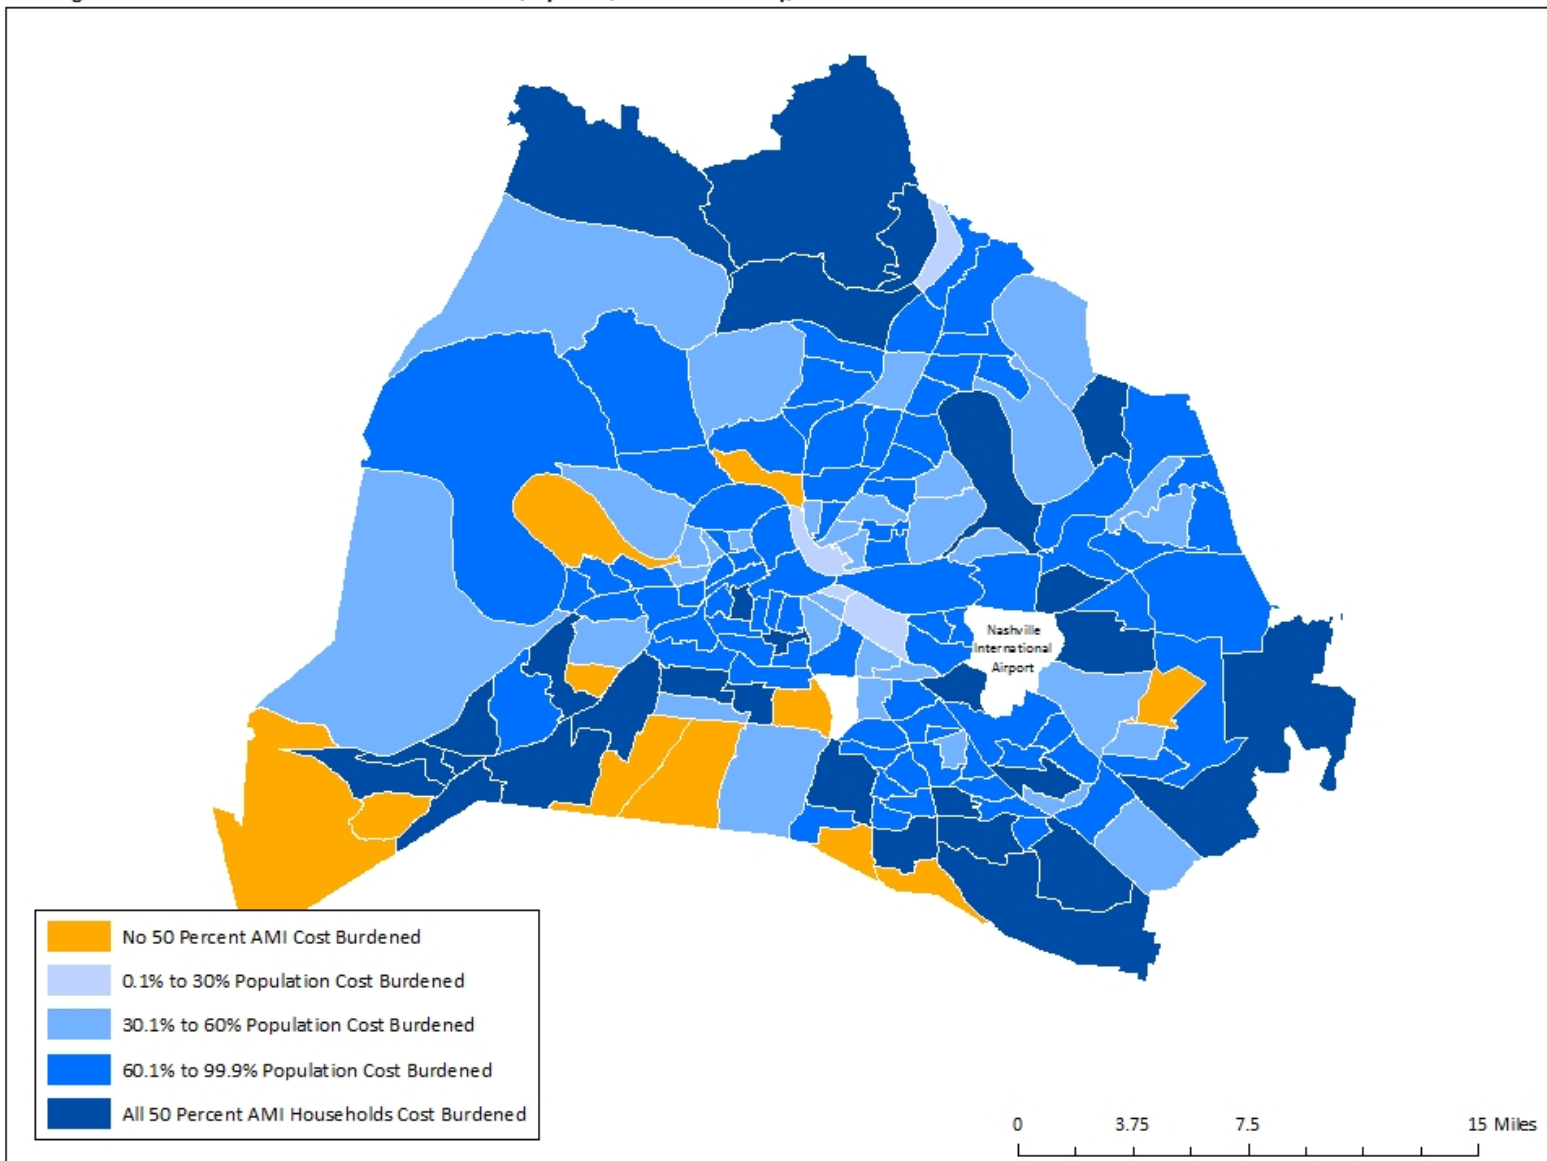 Nashville
International
Airport
No 50 Percent AMI Cost Burdened
0.1% to 30% Population Cost Burdened
30.1% to 60% Population Cost Burdened
60.1% to 99.9% Population Cost Burdened
All 50 Percent AMI Households Cost Burdened
0 3.75 7.5 15 Miles